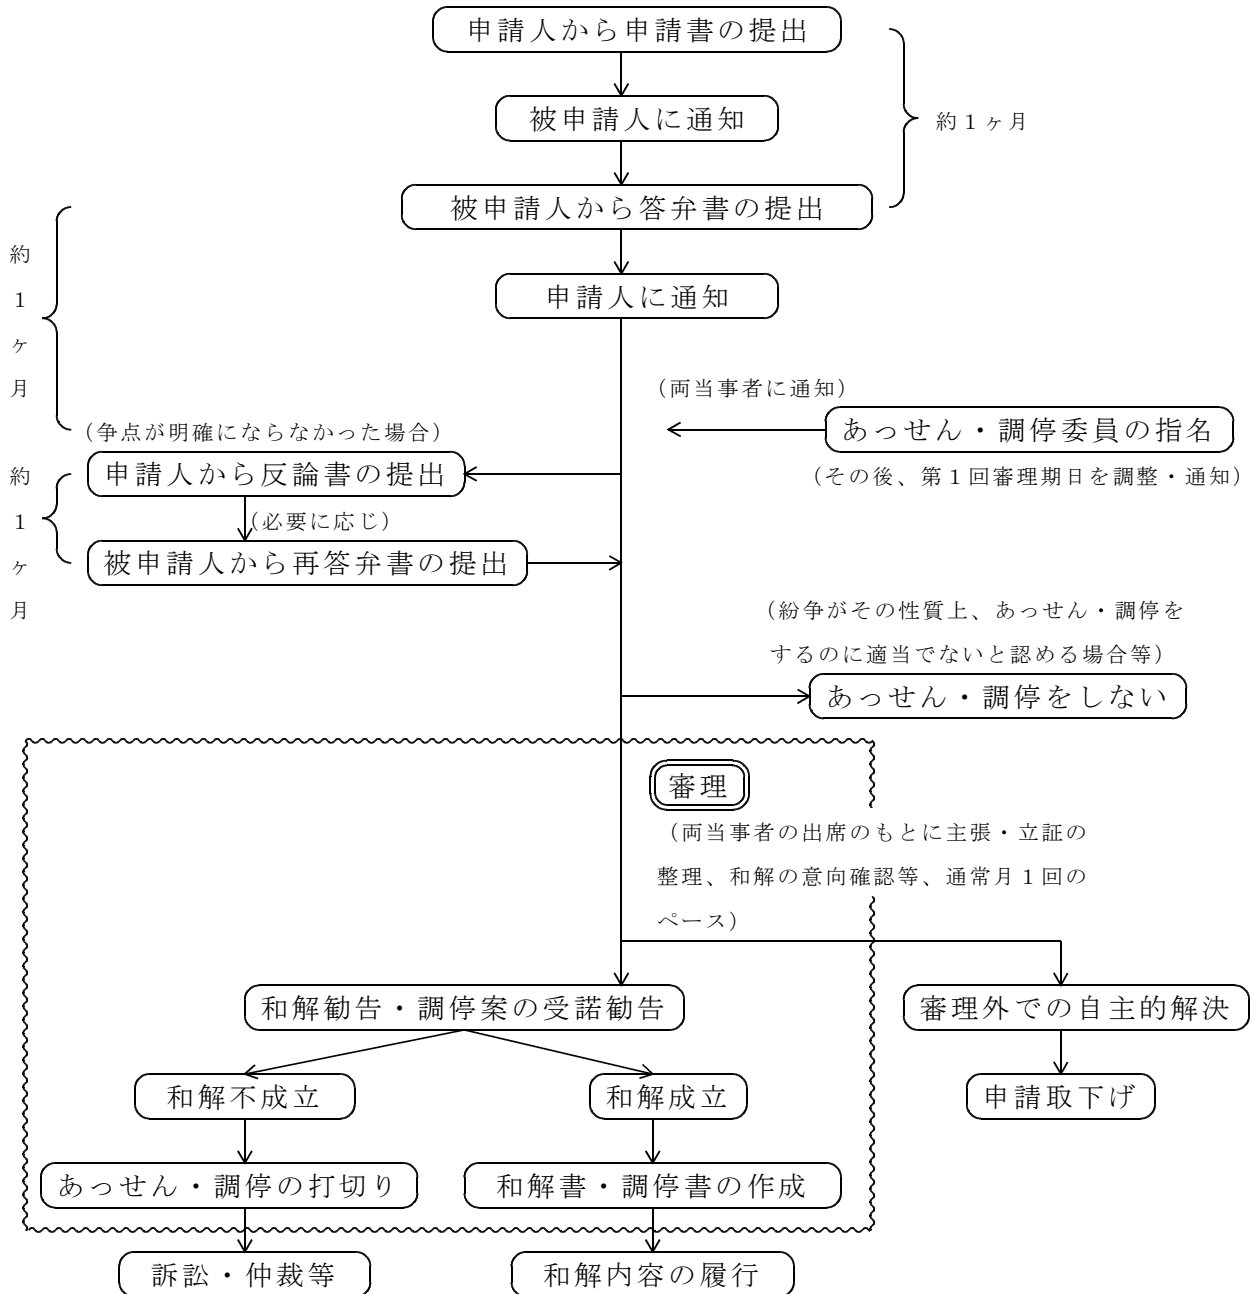 申請人から申請書の提出
約1ヶ月
被申請人に通知
被申請人から答弁書の提出
申請人に通知
約1ヶ月
（両当事者に通知）
あっせん・調停委員の指名
（その後、第1回審理期日を調整・通知）
（争点が明確にならなかった場合）
申請人から反論書の提出
約1ヶ月
（必要に応じ）
被申請人から再答弁書の提出
（紛争がその性質上、あっせん・調停を
するのに適当でないと認める場合等）
あっせん・調停をしない
審理
（両当事者の出席のもとに主張・立証の
整理、和解の意向確認等、通常月1回の
ペース）
和解勧告・調停案の受諾勧告
審理外での自主的解決
和解不成立
和解成立
申請取下げ
あっせん・調停の打切り
和解書・調停書の作成
訴訟・仲裁等
和解内容の履行